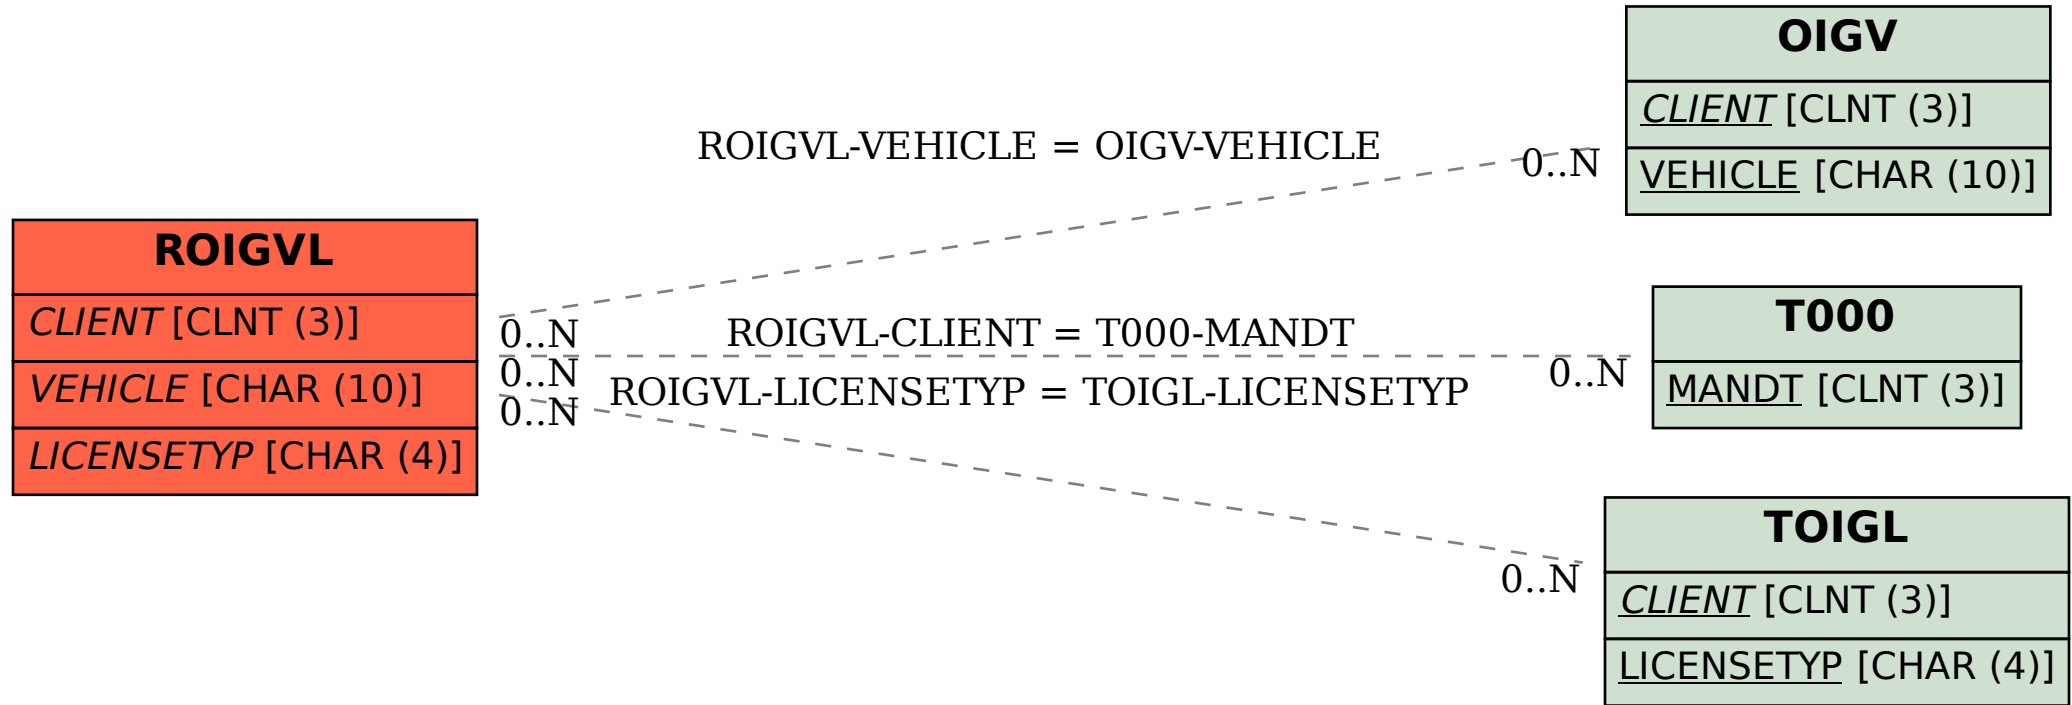 OIGV
CLIENT [CLNT (3)]
VEHICLE [CHAR (10)]
ROIGVL-VEHICLE = OIGV-VEHICLE
0..N
ROIGVL
CLIENT [CLNT (3)]
VEHICLE [CHAR (10)]
LICENSETYP [CHAR (4)]
0..N
ROIGVL-CLIENT = T000-MANDT
0..N
0..N
ROIGVL-LICENSETYP = TOIGL-LICENSETYP
0..N
T000
MANDT [CLNT (3)]
0..N
TOIGL
CLIENT [CLNT (3)]
LICENSETYP [CHAR (4)]